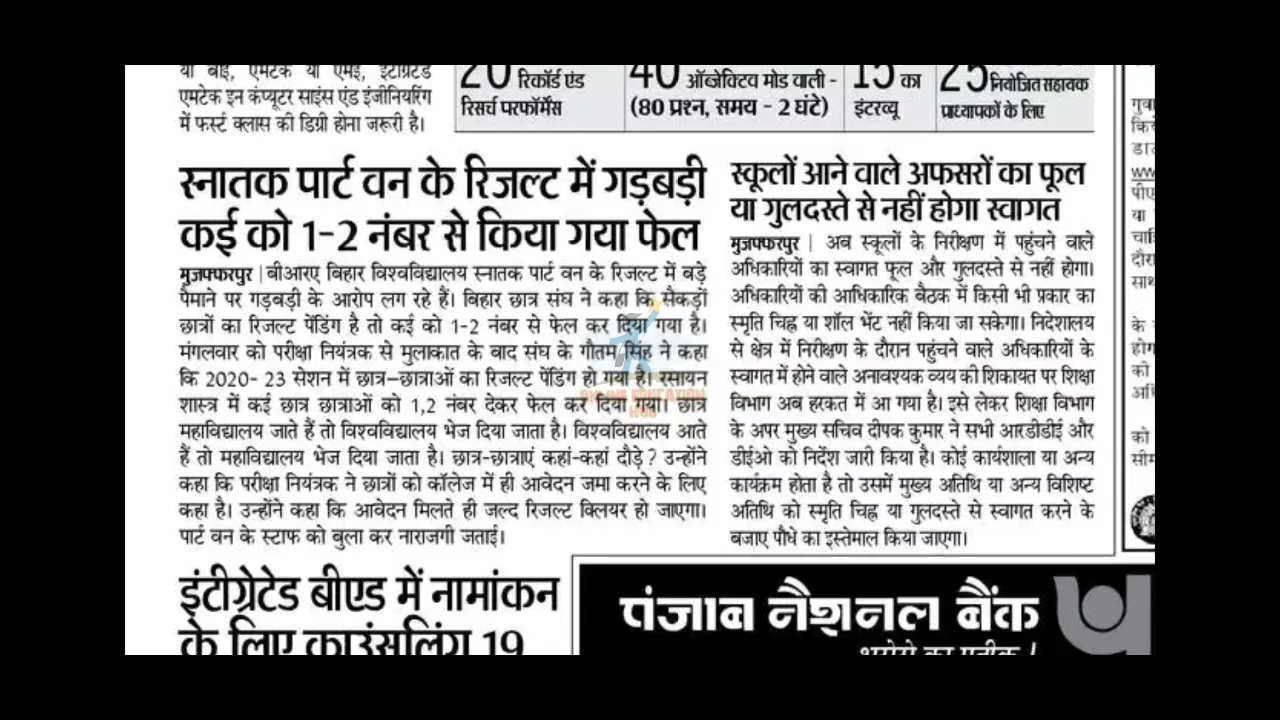 या बीई, एमटेक या एमई, इंटीग्रेटेड
एमटेक इन कंप्यूटर साइंस एंड इंजीनियरिंग
में फर्स्ट क्लास की डिग्री होना जरूरी है।
20 रिकॉर्ड एंड
रिसर्च परफॉर्मेंस
40 ऑब्जेक्टिव मोड वाली -
(80 प्रश्न, समय - 2 घंटे)
15 का
इंटरव्यू
25 नियोजित सहायक
प्राध्यापकों के लिए
स्नातक पार्ट वन के रिजल्ट में गड़बड़ी
कई को 1-2 नंबर से किया गया फेल
मुजफ्फरपुर | बीआरए बिहार विश्वविद्यालय स्नातक पार्ट वन के रिजल्ट में बड़े
पैमाने पर गड़बड़ी के आरोप लग रहे हैं। बिहार छात्र संघ ने कहा कि सैकड़ों
छात्रों का रिजल्ट पेंडिंग है तो कई को 1-2 नंबर से फेल कर दिया गया है।
मंगलवार को परीक्षा नियंत्रक से मुलाकात के बाद संघ के गौतम सिंह ने कहा
कि 2020- 23 सेशन में छात्र–छात्राओं का रिजल्ट पेंडिंग हो गया है। रसायन
शास्त्र में कई छात्र छात्राओं को 1,2 नंबर देकर फेल कर दिया गया। छात्र
महाविद्यालय जाते हैं तो विश्वविद्यालय भेज दिया जाता है। विश्वविद्यालय आते
हैं तो महाविद्यालय भेज दिया जाता है। छात्र-छात्राएं कहां-कहां दौड़े? उन्होंने
कहा कि परीक्षा नियंत्रक ने छात्रों को कॉलेज में ही आवेदन जमा करने के लिए
कहा है। उन्होंने कहा कि आवेदन मिलते ही जल्द रिजल्ट क्लियर हो जाएगा।
पार्ट वन के स्टाफ को बुला कर नाराजगी जताई।
ONLINE EDUCATION
HUB
स्कूलों आने वाले अफसरों का फूल
या गुलदस्ते से नहीं होगा स्वागत
मुजफ्फरपुर | अब स्कूलों के निरीक्षण में पहुंचने वाले
अधिकारियों का स्वागत फूल और गुलदस्ते से नहीं होगा।
अधिकारियों की आधिकारिक बैठक में किसी भी प्रकार का
स्मृति चिह्न या शॉल भेंट नहीं किया जा सकेगा। निदेशालय
से क्षेत्र में निरीक्षण के दौरान पहुंचने वाले अधिकारियों के
स्वागत में होने वाले अनावश्यक व्यय की शिकायत पर शिक्षा
विभाग अब हरकत में आ गया है। इसे लेकर शिक्षा विभाग
के अपर मुख्य सचिव दीपक कुमार ने सभी आरडीडीई और
डीईओ को निर्देश जारी किया है। कोई कार्यशाला या अन्य
कार्यक्रम होता है तो उसमें मुख्य अतिथि या अन्य विशिष्ट
अतिथि को स्मृति चिह्न या गुलदस्ते से स्वागत करने के
बजाए पौधे का इस्तेमाल किया जाएगा।
इंटीग्रेटेड बीएड में नामांकन
के लिए काउंसलिंग 19
पंजाब नैशनल बैंक
भरोसे का प्रतीक !